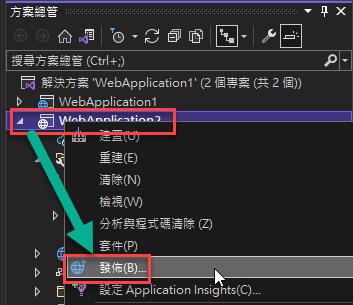 方案總管
搜尋方案總管 (Ctrl+;)
解決方案 'WebApplication1' (2 個專案 (共 2 個))
WebApplication1
WebApplication2
建置(U)
重建(E)
清除(N)
檢視(W)
分析與程式碼清除 (Z)
套件(P)
發佈(B)...
設定 Application Insights(C)...